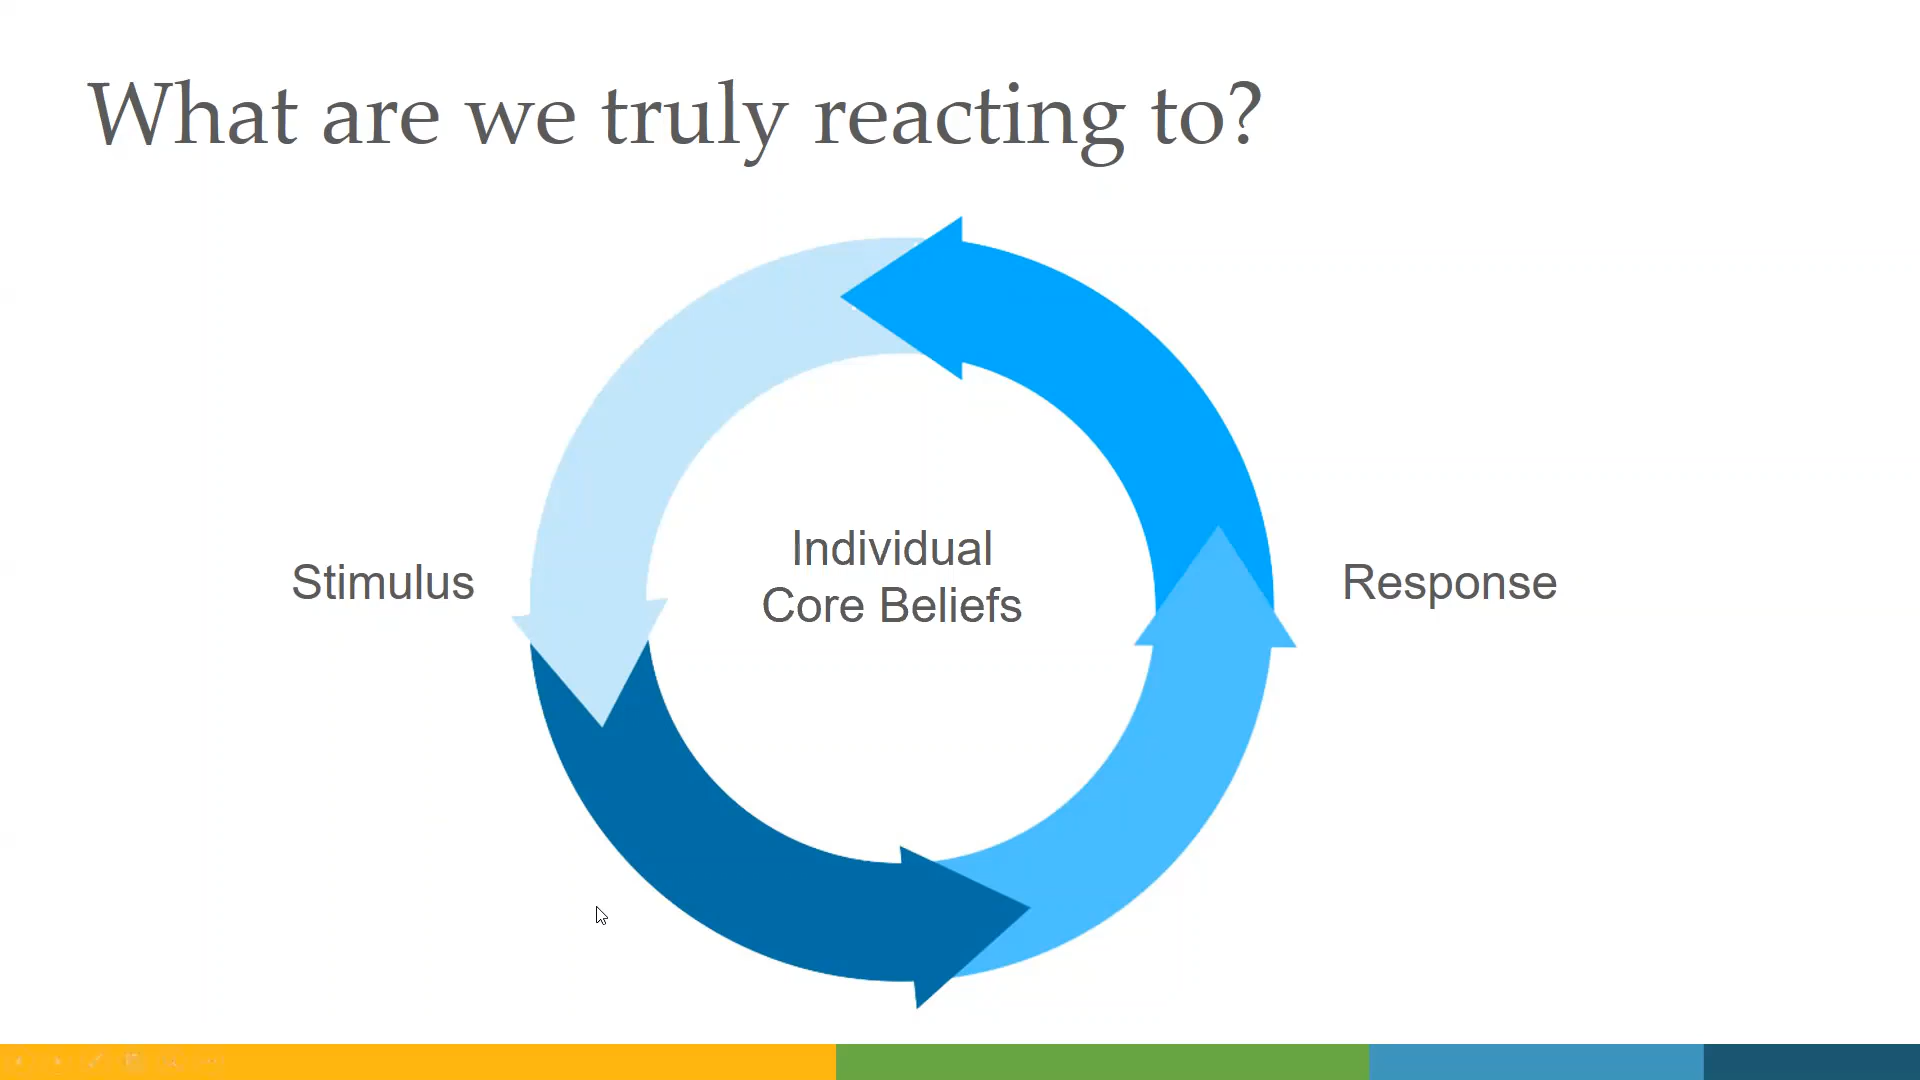 What are we truly reacting to?
Stimulus
Individual
Core Beliefs
Response